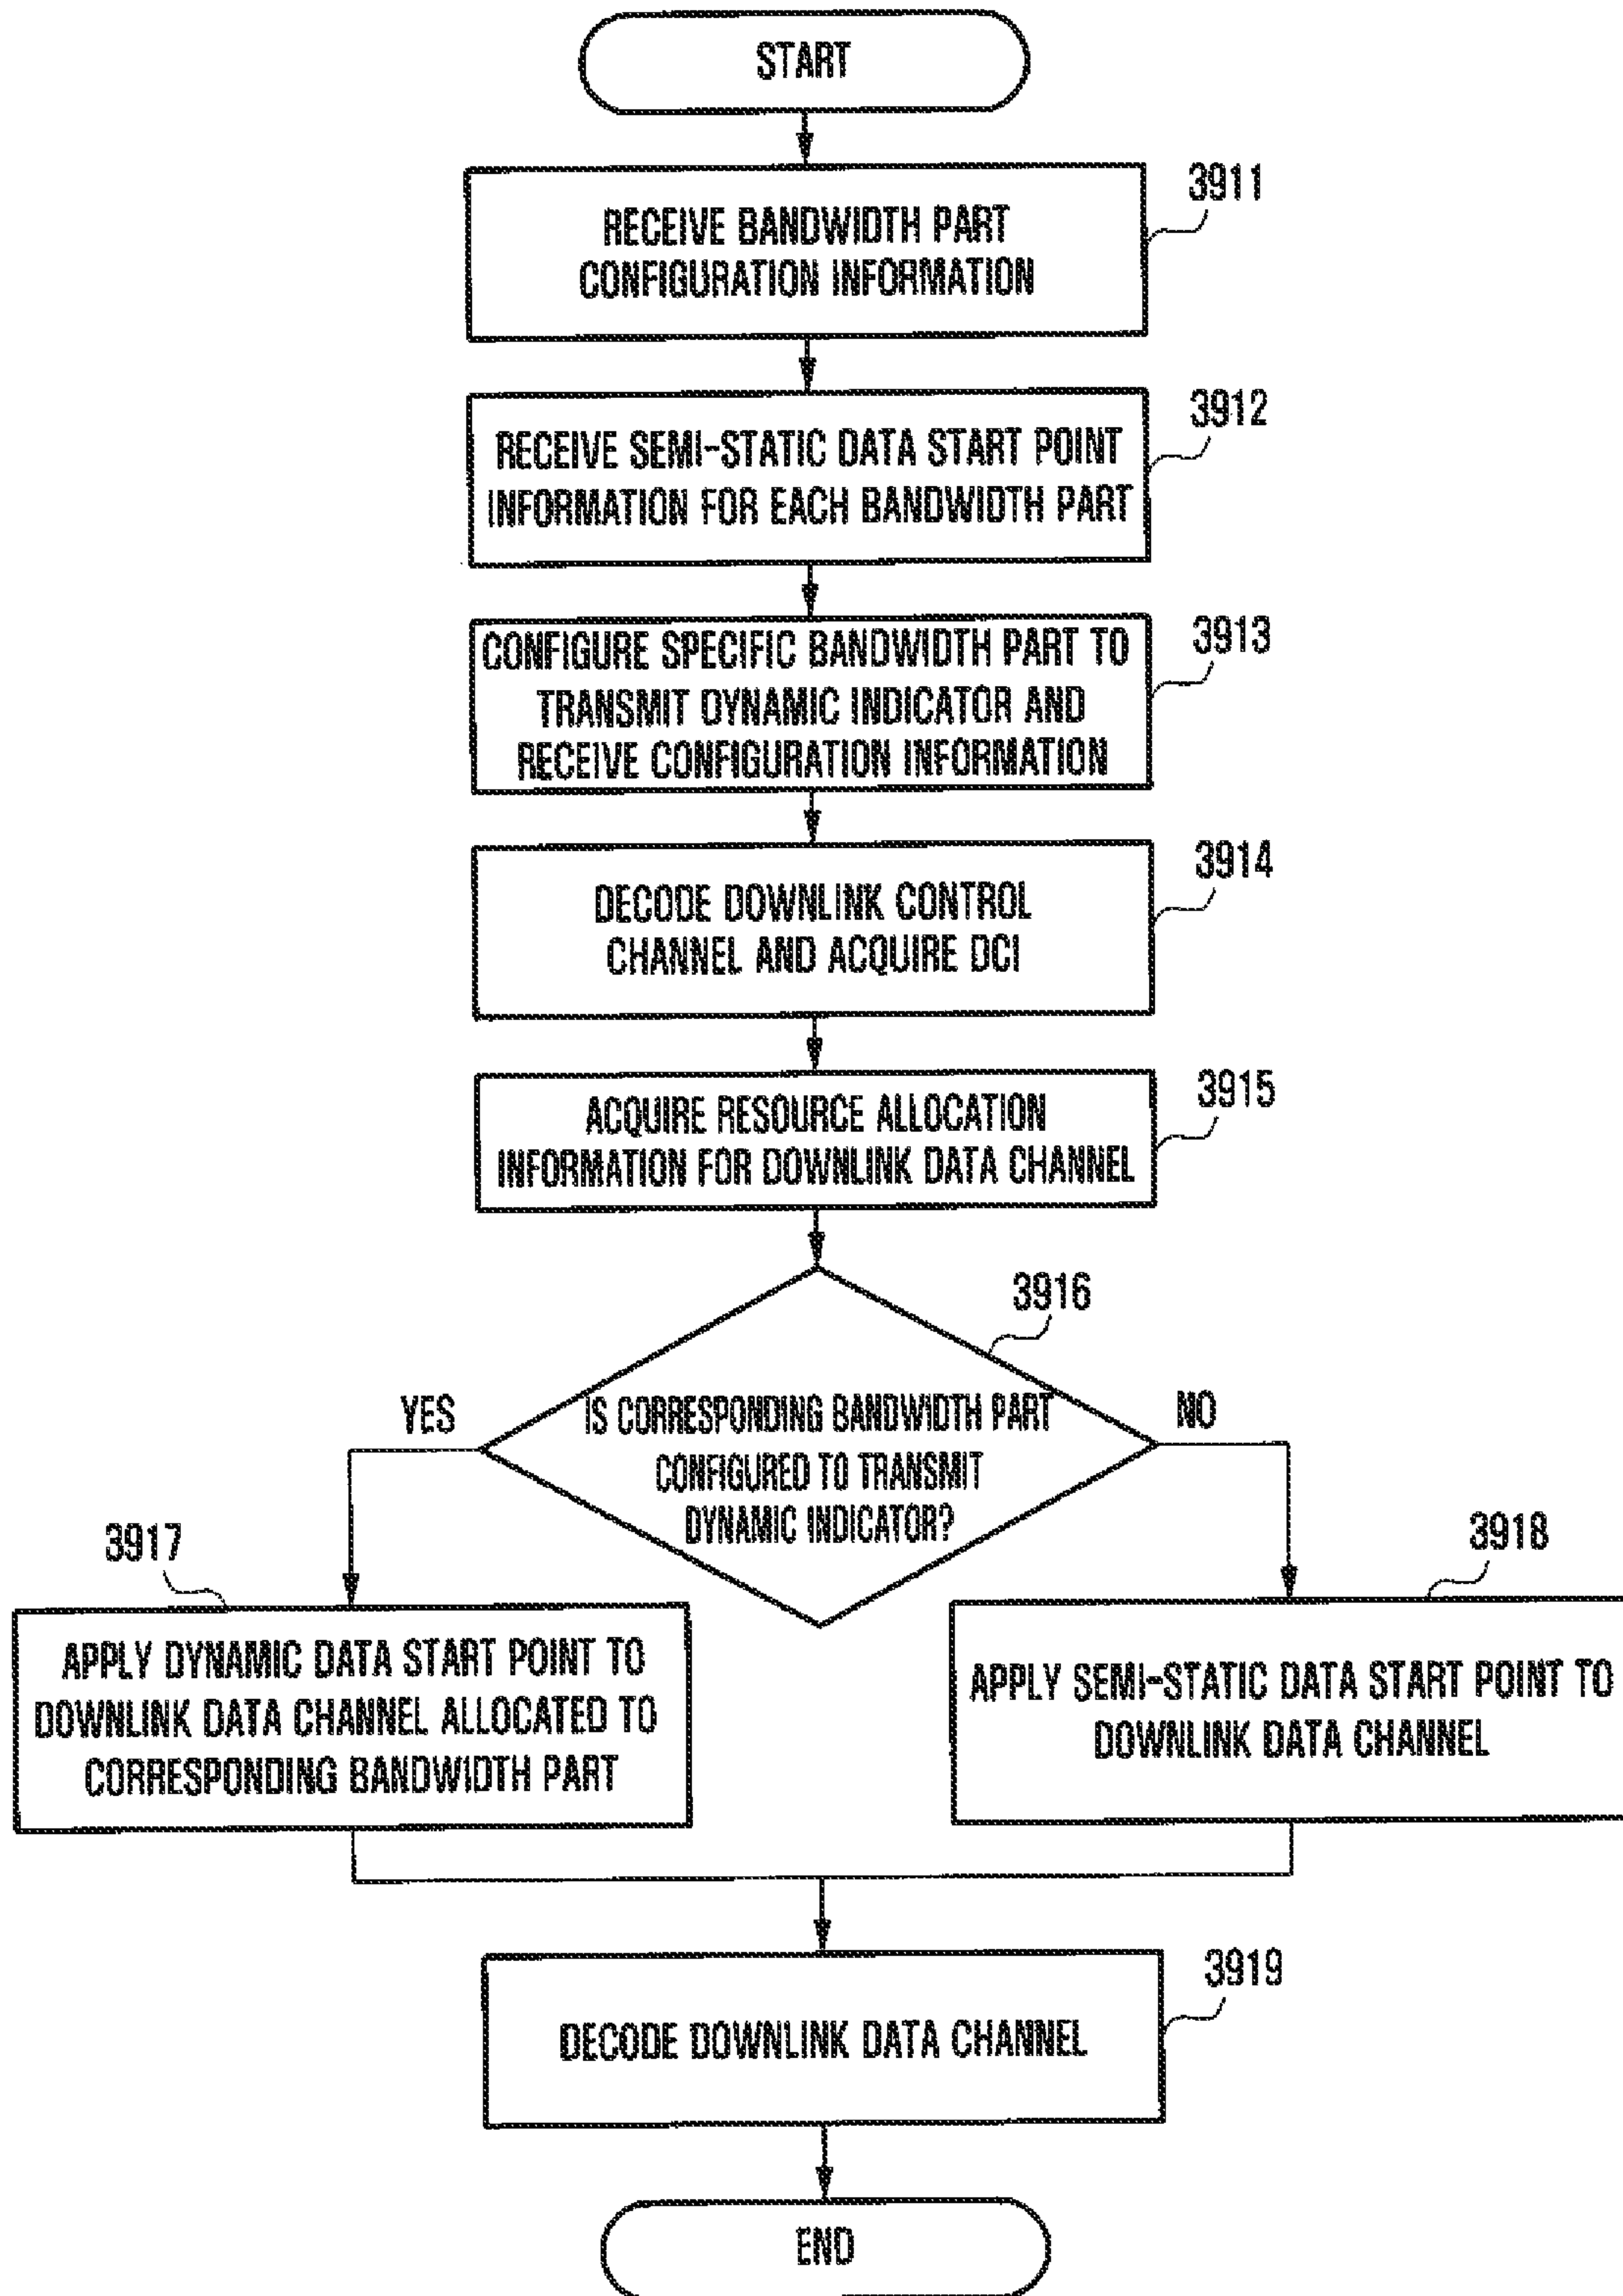 START
3911
RECEIVE BANDWIDTH PART
CONFIGURATION INFORMATION
3912
RECEIVE SEMI-STATIC DATA START POINT
INFORMATION FOR EACH BANDWIDTH PART
3913
CONFIGURE SPECIFIC BANDWIDTH PART TO
TRANSMIT DYNAMIC INDICATOR AND
RECEIVE CONFIGURATION INFORMATION
3914
DECODE DOWNLINK CONTROL
CHANNEL AND ACQUIRE DCI
3915
ACQUIRE RESOURCE ALLOCATION
INFORMATION FOR DOWNLINK DATA CHANNEL
3916
YES
NO
IS CORRESPONDING BANDWIDTH PART
CONFIGURED TO TRANSMIT
DYNAMIC INDICATOR?
3917
APPLY DYNAMIC DATA START POINT TO
DOWNLINK DATA CHANNEL ALLOCATED TO
CORRESPONDING BANDWIDTH PART
3918
APPLY SEMI-STATIC DATA START POINT TO
DOWNLINK DATA CHANNEL
3919
DECODE DOWNLINK DATA CHANNEL
END